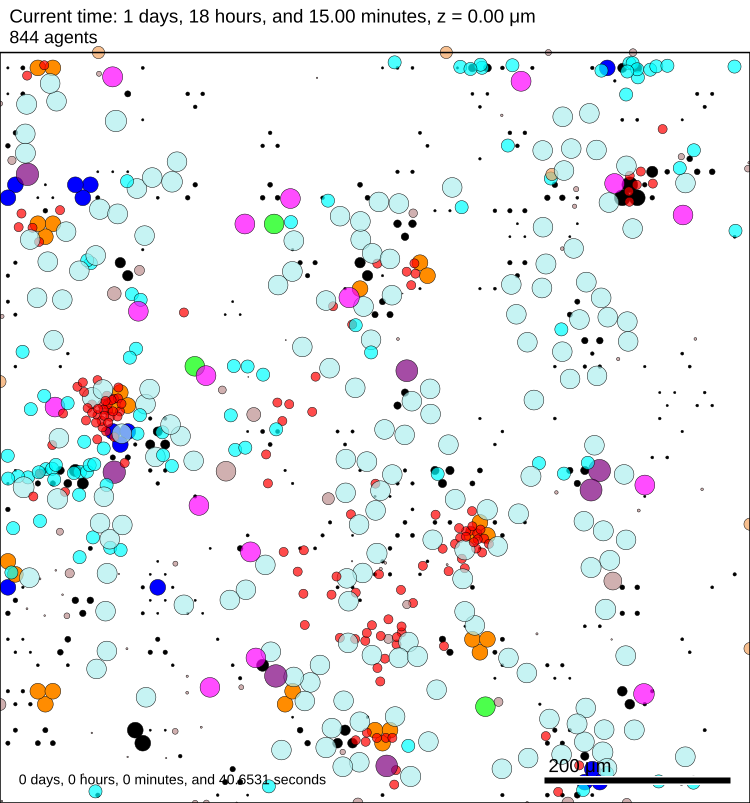 Current time: 1 days, 18 hours, and 15.00 minutes, z = 0.00 μm
844 agents
200 μm
0 days, 0 hours, 0 minutes, and 40.6531 seconds